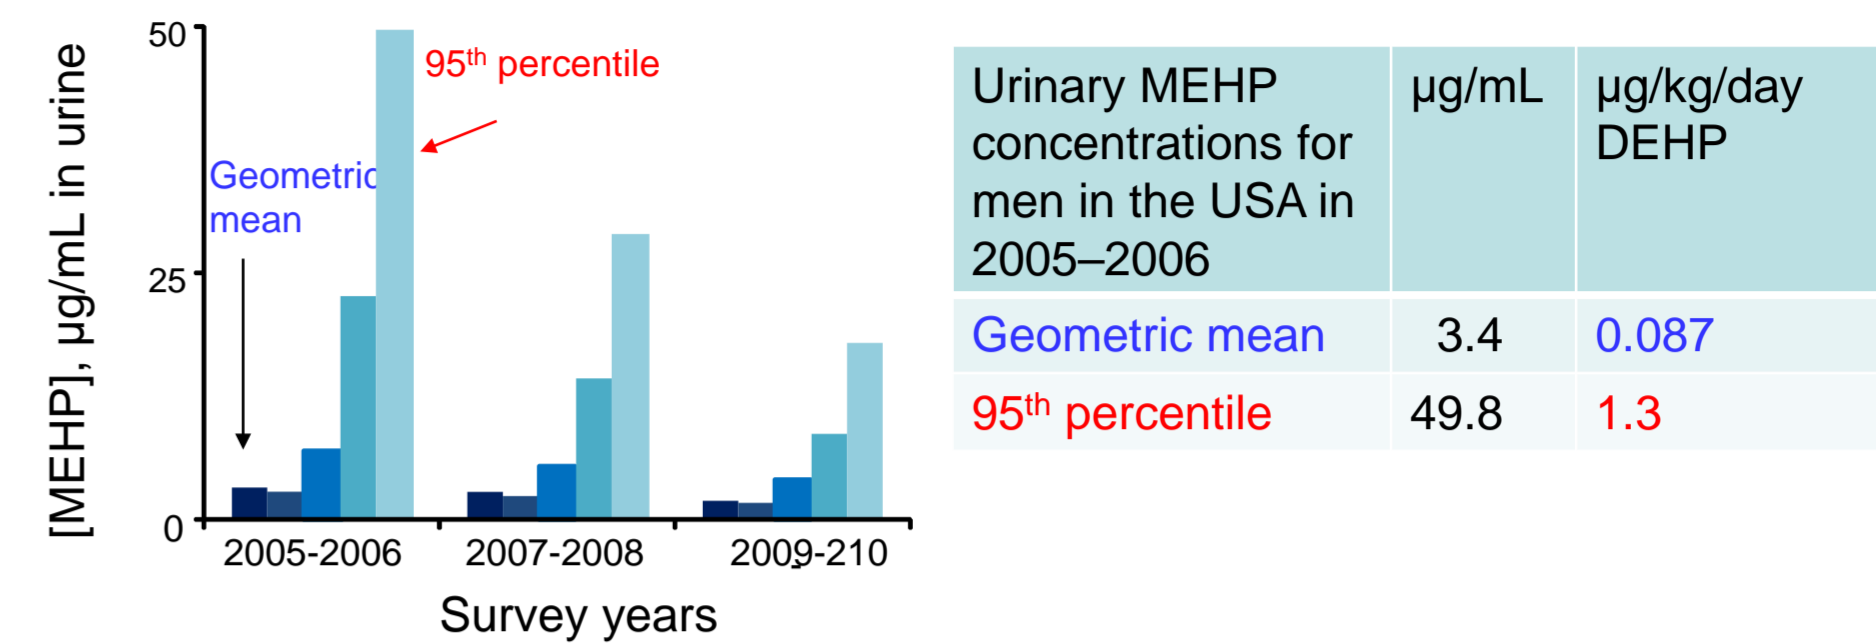 [MEHP], µg/mL in urine
50
25
0
95th percentile
Geometric
mean
2005-2006
2007-2008
2009-210
Survey years
Urinary MEHP
concentrations for
men in the USA in
2005–2006
µg/mL
µg/kg/day
DEHP
Geometric mean
3.4
0.087
95th percentile
49.8
1.3